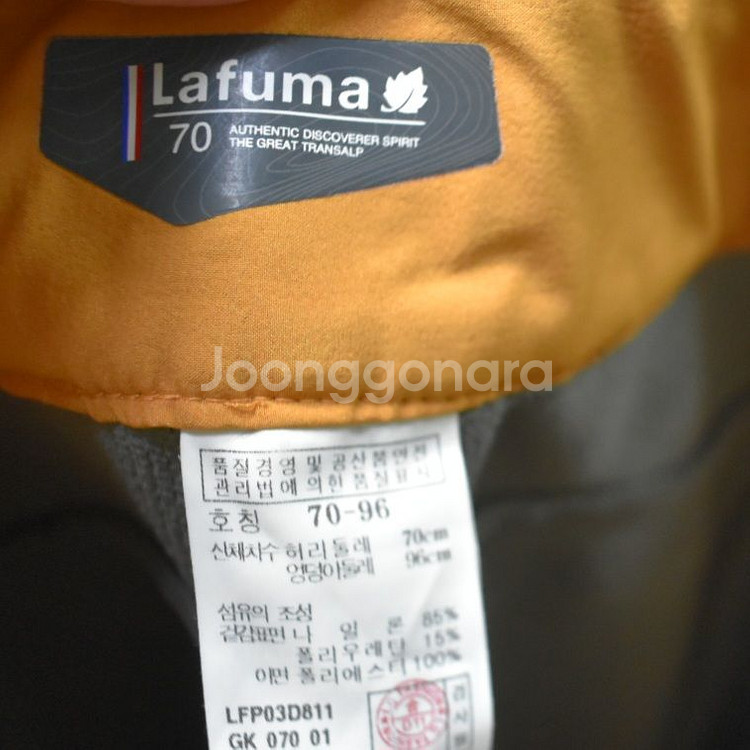 Lafuma
70 AUTHENTIC DISCOVERER SPIRIT
THE GREAT TRANSALP
Joonggonara
품질경영 및 공산품안전
관리법에 의한 품질표시
호칭 70-96
신체치수 허리둘레 70cm
엉덩이둘레 96cm
섬유의 조성
겉감표면 나 일 론 85%
폴리우레탄 15%
이면 폴리에스터 100%
LFP03D811
GK 070 01
검사